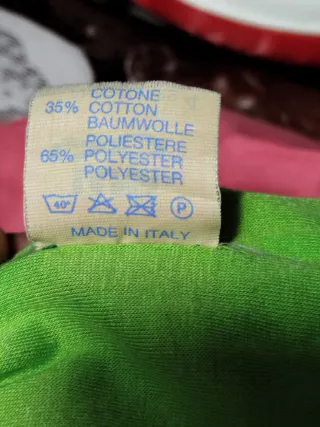 COTONE
35% COTTON
BAUMWOLLE
POLIESTERE
65% POLYESTER
POLYESTER
40°
P
MADE IN ITALY